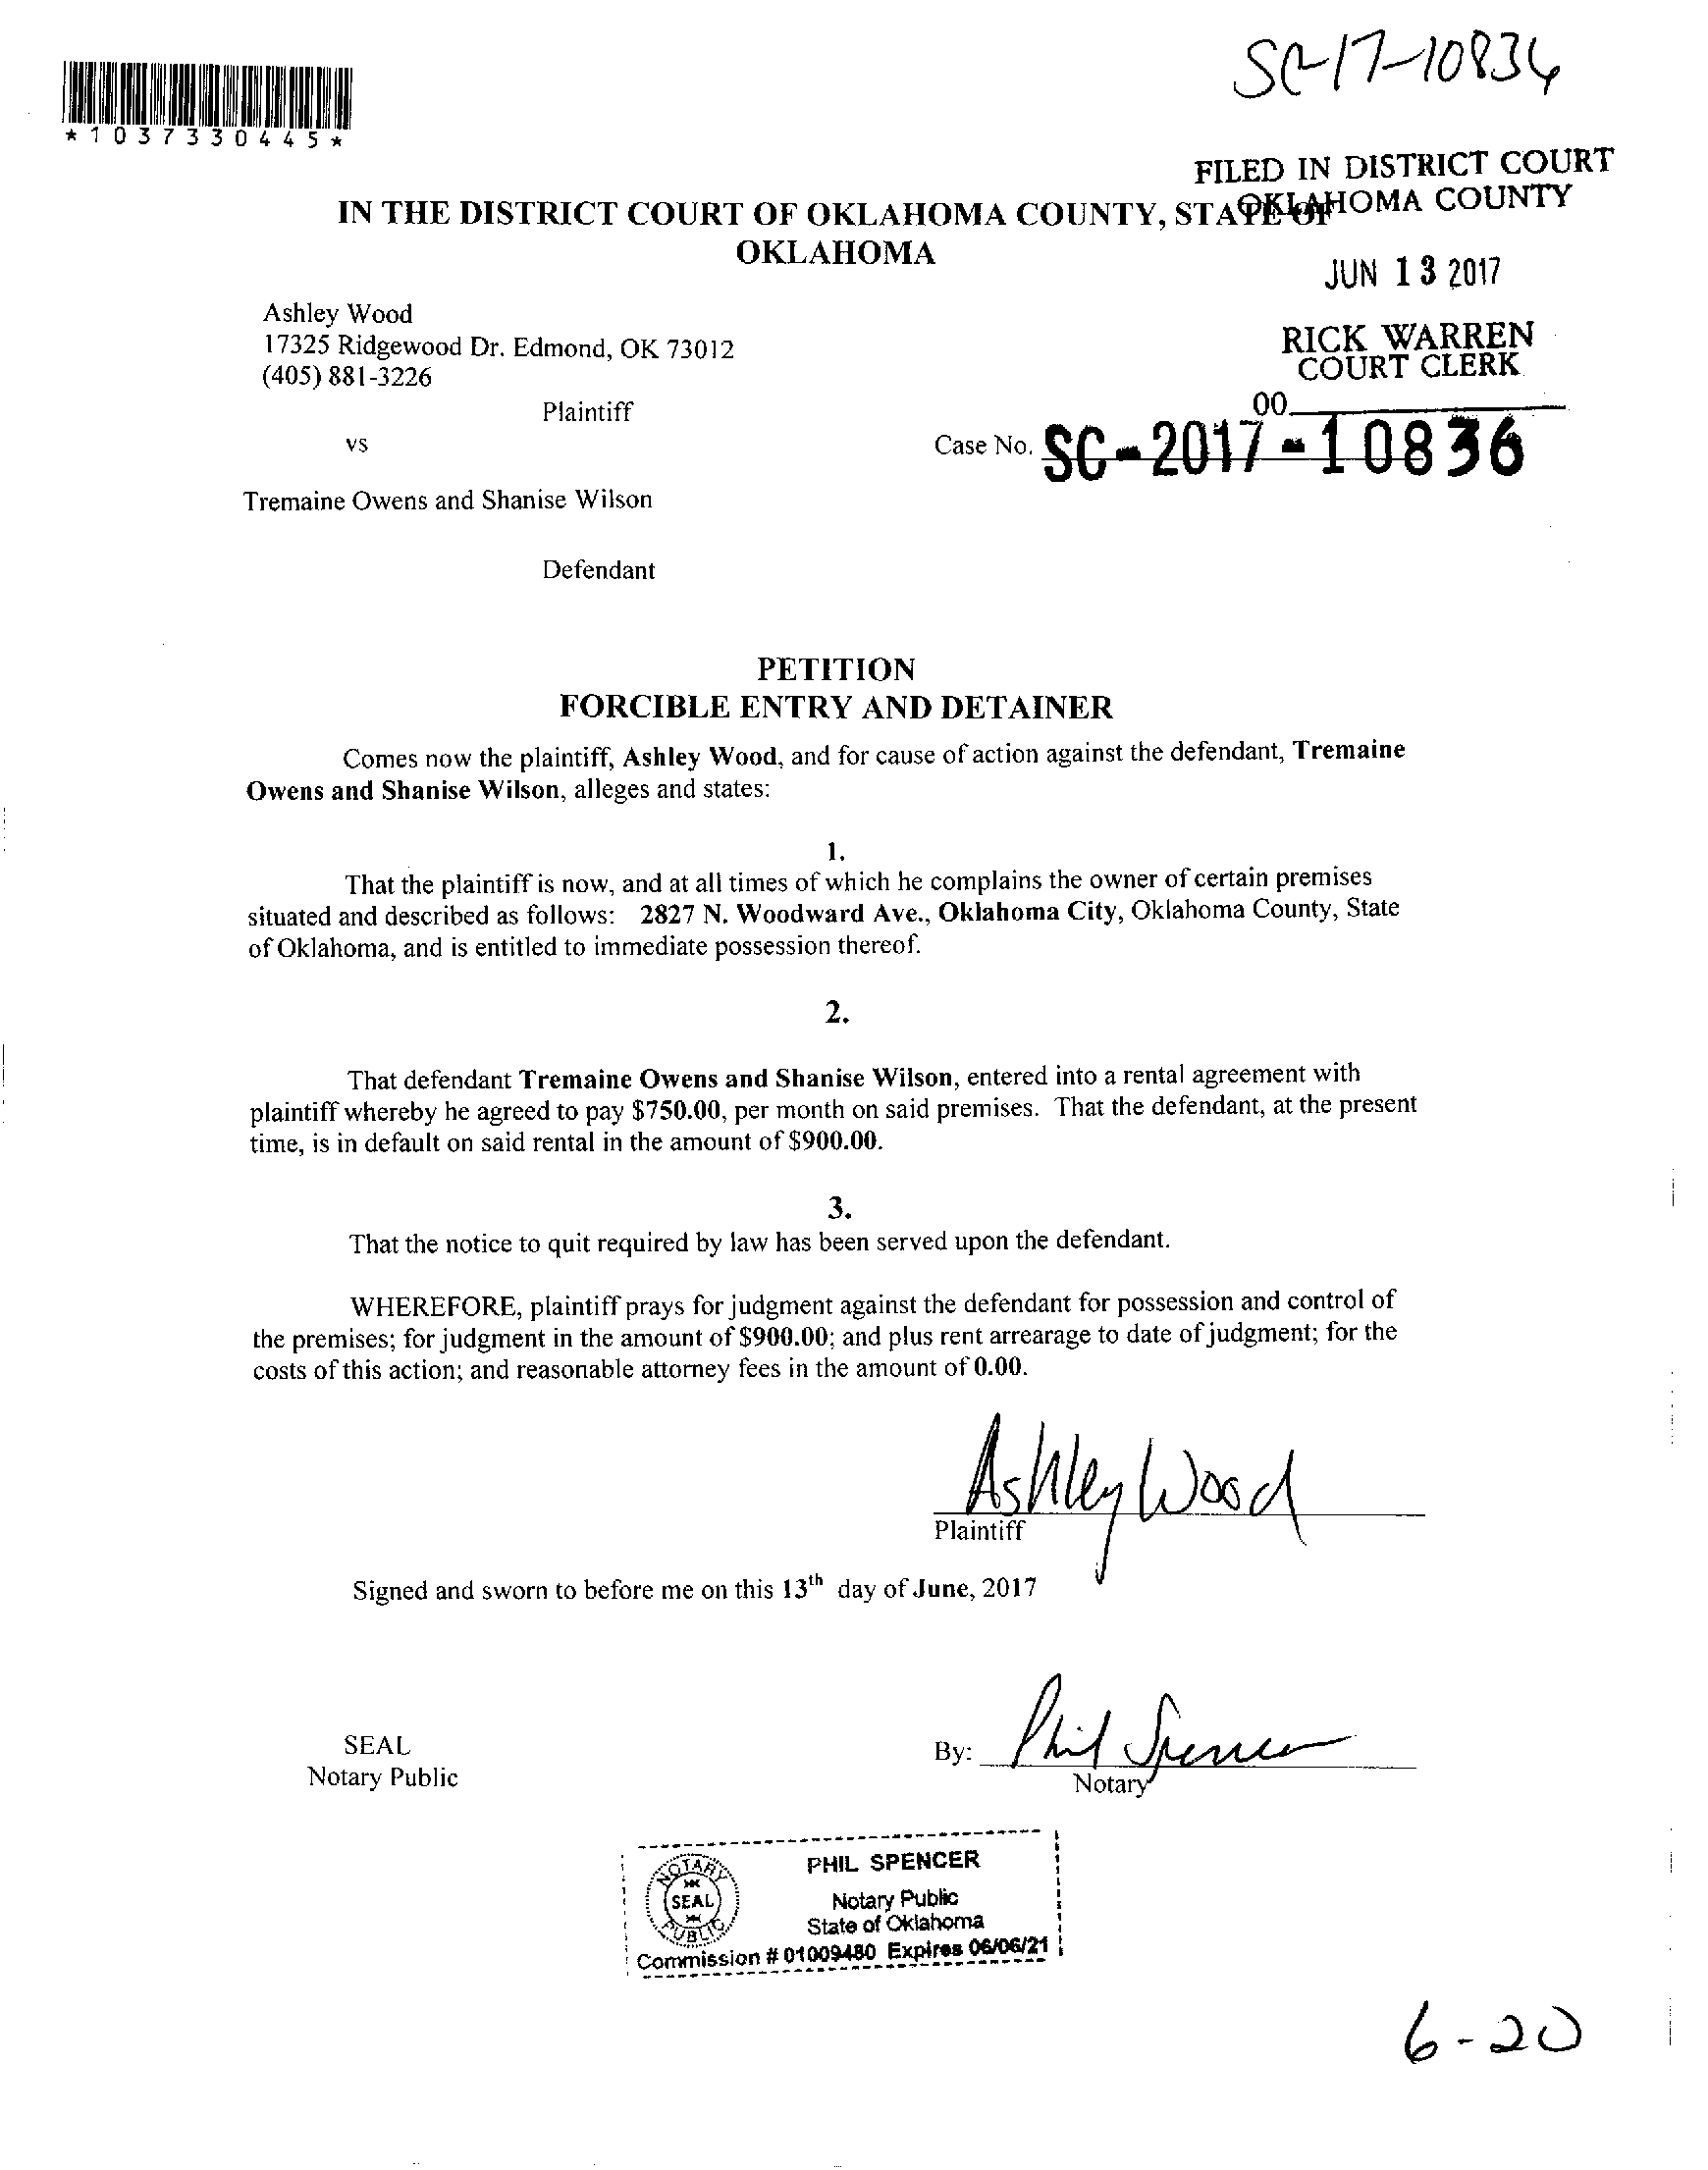 SC-17-10836
*1037330445*
FILED IN DISTRICT COURT
OKLAHOMA COUNTY
IN THE DISTRICT COURT OF OKLAHOMA COUNTY, STATE OF
OKLAHOMA
JUN 13 2017
Ashley Wood
17325 Ridgewood Dr. Edmond, OK 73012
(405) 881-3226
RICK WARREN
COURT CLERK
00
Plaintiff
vs
Case No. SC-2017-10836
Tremaine Owens and Shanise Wilson
Defendant
PETITION
FORCIBLE ENTRY AND DETAINER
Comes now the plaintiff, Ashley Wood, and for cause of action against the defendant, Tremaine
Owens and Shanise Wilson, alleges and states:
1.
That the plaintiff is now, and at all times of which he complains the owner of certain premises
situated and described as follows: 2827 N. Woodward Ave., Oklahoma City, Oklahoma County, State
of Oklahoma, and is entitled to immediate possession thereof.
2.
That defendant Tremaine Owens and Shanise Wilson, entered into a rental agreement with
plaintiff whereby he agreed to pay $750.00, per month on said premises. That the defendant, at the present
time, is in default on said rental in the amount of $900.00.
3.
That the notice to quit required by law has been served upon the defendant.
WHEREFORE, plaintiff prays for judgment against the defendant for possession and control of
the premises; for judgment in the amount of $900.00; and plus rent arrearage to date of judgment; for the
costs of this action; and reasonable attorney fees in the amount of 0.00.
Ashley Wood
Plaintiff
Signed and sworn to before me on this 13th day of June, 2017
SEAL
Notary Public
By: Phil Spencer
Notary
NOTARY
SEAL
PUBLIC
PHIL SPENCER
Notary Public
State of Oklahoma
Commission # 01009480 Expires 06/06/21
6-20